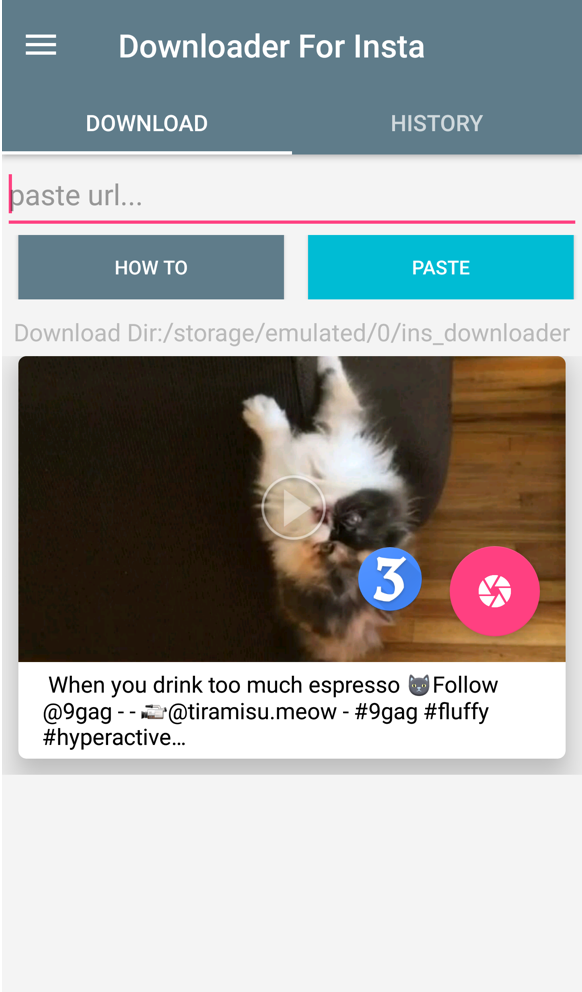 Downloader For Insta
DOWNLOAD
HISTORY
paste url...
HOW TO
PASTE
Download Dir:/storage/emulated/0/ins_downloader
3
When you drink too much espresso 🐱Follow
@9gag - - 📹@tiramisu.meow - #9gag #fluffy
#hyperactive...